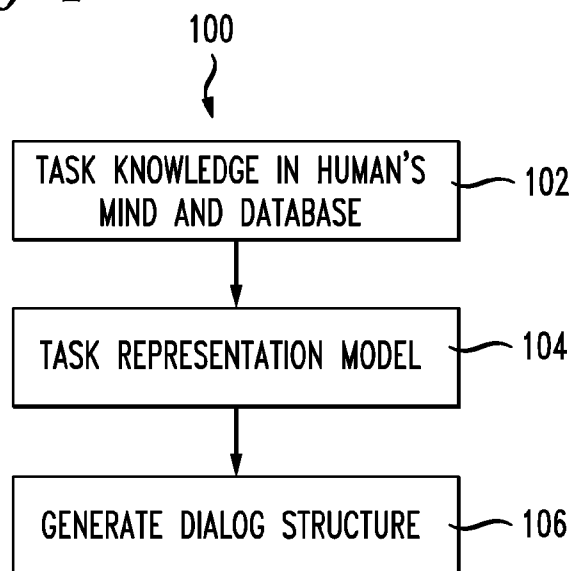 100
TASK KNOWLEDGE IN HUMAN'S
MIND AND DATABASE
102
TASK REPRESENTATION MODEL
104
GENERATE DIALOG STRUCTURE
106